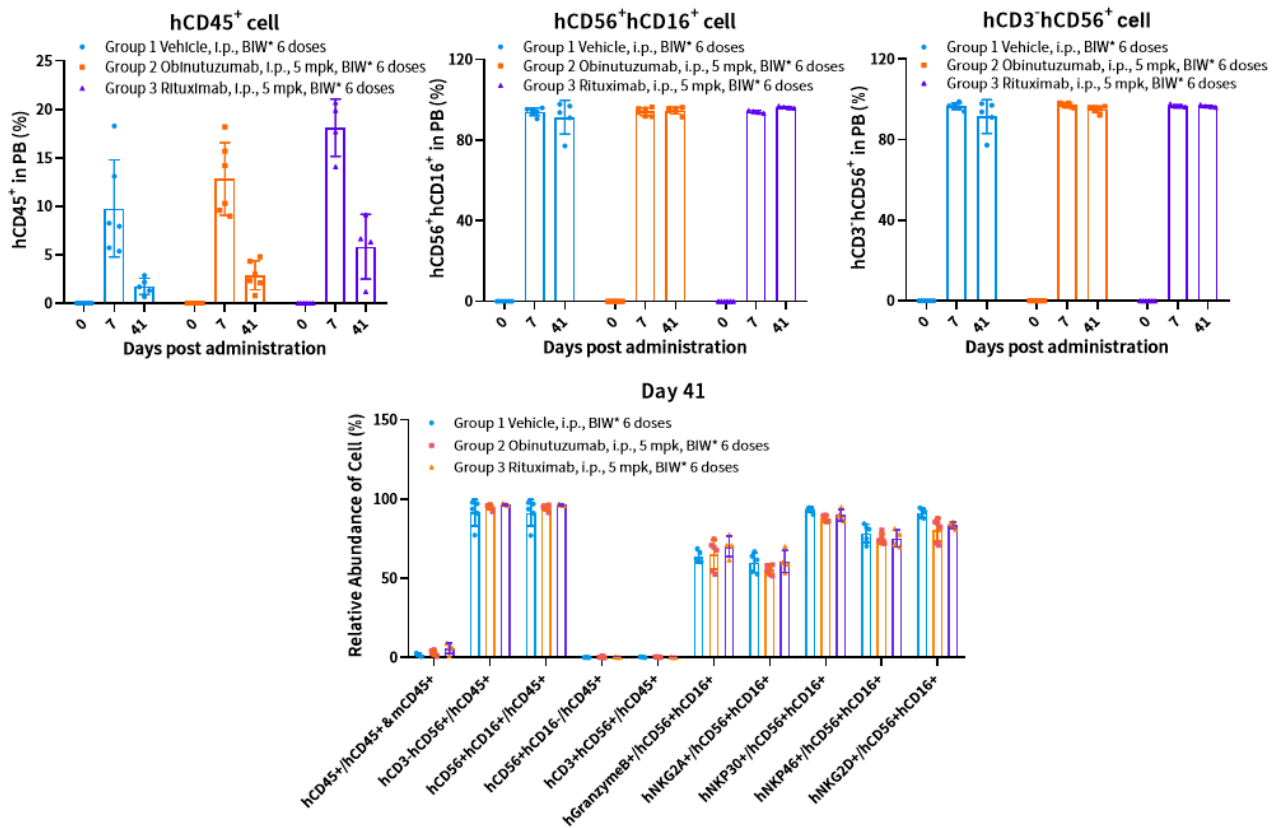 hCD45⁺ cell
Group 1 Vehicle, i.p., BIW* 6 doses
Group 2 Obinutuzumab, i.p., 5 mpk, BIW* 6 doses
Group 3 Rituximab, i.p., 5 mpk, BIW* 6 doses
hCD45⁺ in PB (%)
25
20
15
10
5
0
0 7 41 0 7 41 0 7 41
Days post administration
hCD56⁺hCD16⁺ cell
Group 1 Vehicle, i.p., BIW* 6 doses
Group 2 Obinutuzumab, i.p., 5 mpk, BIW* 6 doses
Group 3 Rituximab, i.p., 5 mpk, BIW* 6 doses
hCD56⁺hCD16⁺ in PB (%)
120
80
40
0
0 7 41 0 7 41 0 7 41
Days post administration
hCD3⁻hCD56⁺ cell
Group 1 Vehicle, i.p., BIW* 6 doses
Group 2 Obinutuzumab, i.p., 5 mpk, BIW* 6 doses
Group 3 Rituximab, i.p., 5 mpk, BIW* 6 doses
hCD3⁻hCD56⁺ in PB (%)
120
80
40
0
0 7 41 0 7 41 0 7 41
Days post administration
Day 41
Group 1 Vehicle, i.p., BIW* 6 doses
Group 2 Obinutuzumab, i.p., 5 mpk, BIW* 6 doses
Group 3 Rituximab, i.p., 5 mpk, BIW* 6 doses
Relative Abundance of Cell (%)
150
100
50
0
hCD45+/hCD45+ & mCD45+
hCD3-hCD56+/hCD45+
hCD56+hCD16+/hCD45+
hCD56+hCD16-/hCD45+
hCD3+hCD56+/hCD45+
hGranzymeB+/hCD56+hCD16+
hNKG2A+/hCD56+hCD16+
hNKP30+/hCD56+hCD16+
hNKP46+/hCD56+hCD16+
hNKG2D+/hCD56+hCD16+